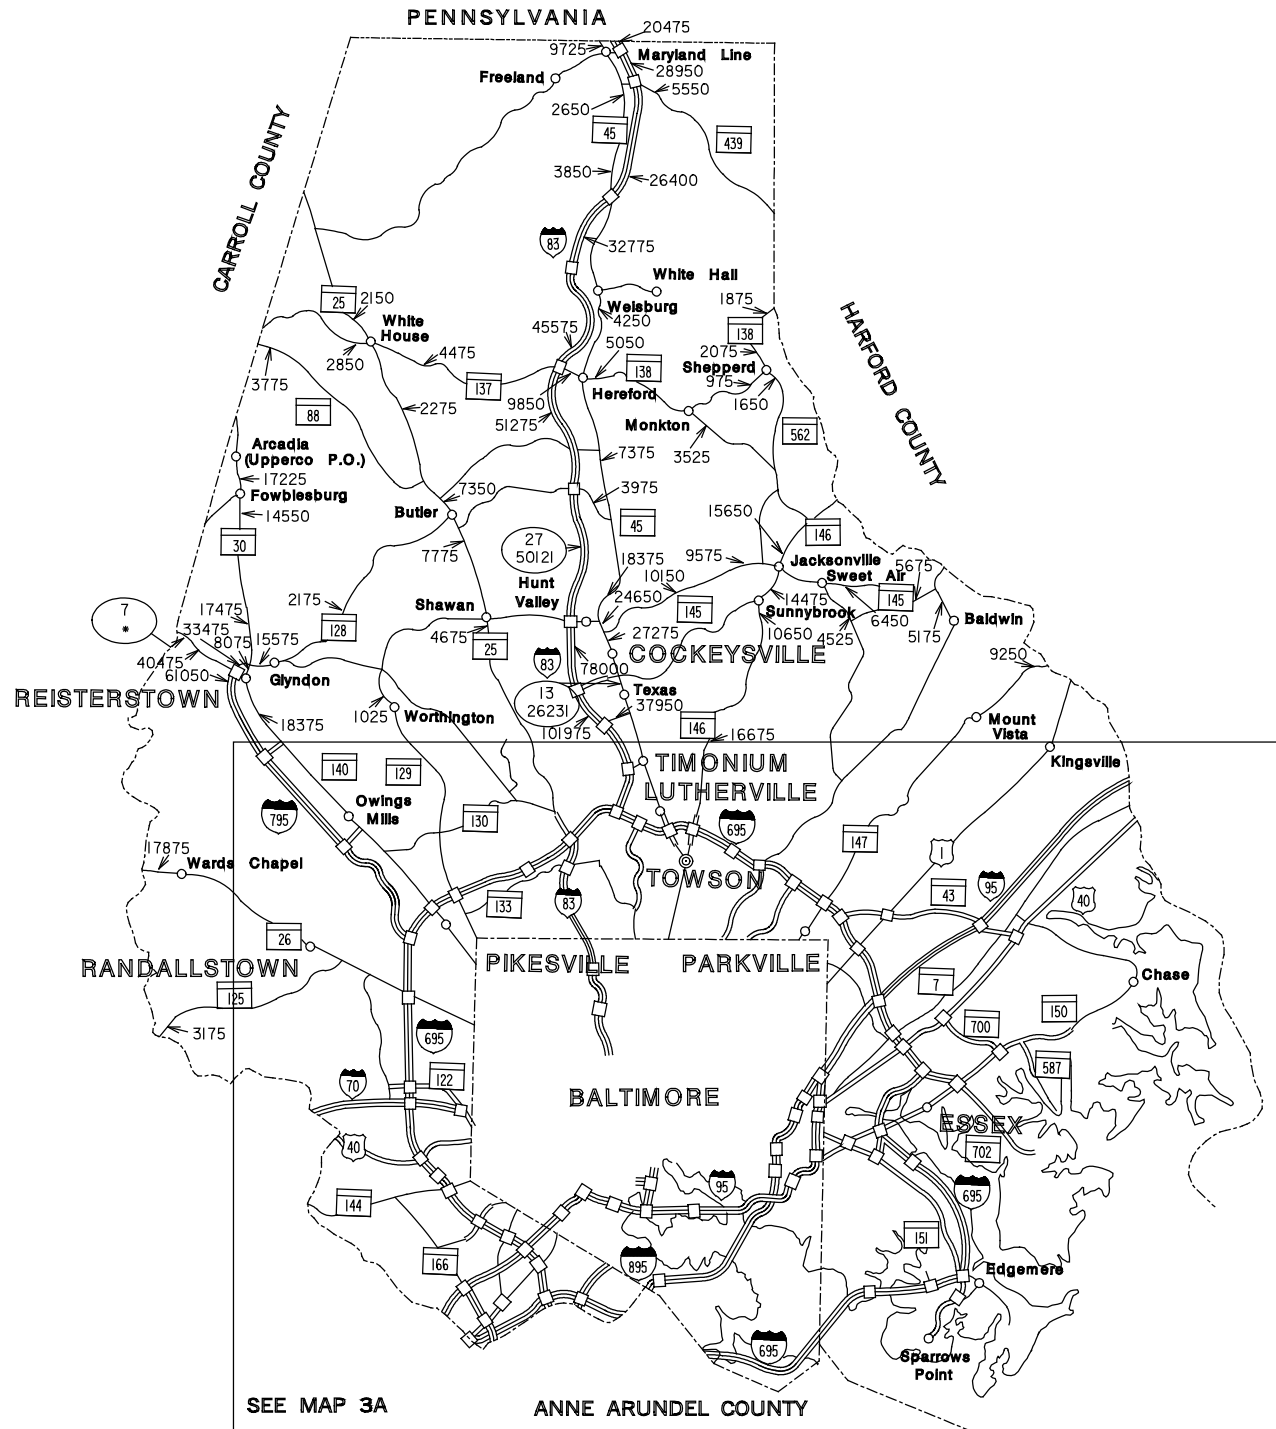 PENNSYLVANIA
20475
9725
Maryland Line
28950
Freeland
5550
2650
45
439
CARROLL COUNTY
3850
26400
83
32775
White Hall
25
2150
1875
Weisburg
4250
HARFORD COUNTY
White
House
45575
138
5050
2075
2850
4475
Shepperd
138
975
3775
137
9850
Hereford
1650
88
2275
51275
Monkton
562
3525
Arcadia
(Upperco P.O.)
7375
17225
7350
3975
Fowblesburg
14550
Butler
15650
45
146
30
27
50121
7775
18375
9575
Jacksonville
5675
Hunt
Valley
10150
Sweet Air
2175
24650
14475
145
7
*
17475
Shawan
145
Sunnybrook
6450
Baldwin
33475
128
4675
27275
10650
4525
5175
8075
15575
25
COCKEYSVILLE
9250
40475
83
78000
61050
Glyndon
REISTERSTOWN
13
26231
Texas
37950
1025
Worthington
Mount
Vista
18375
101975
146
16675
140
129
TIMONIUM
Kingsville
LUTHERVILLE
Owings
Mills
795
130
695
147
17875
1
Wards Chapel
TOWSON
95
43
40
133
83
26
RANDALLSTOWN
PIKESVILLE
PARKVILLE
Chase
7
125
150
700
3175
695
587
70
122
BALTIMORE
ESSEX
40
702
95
695
144
151
166
895
Edgemere
695
Sparrows
Point
SEE MAP 3A
ANNE ARUNDEL COUNTY